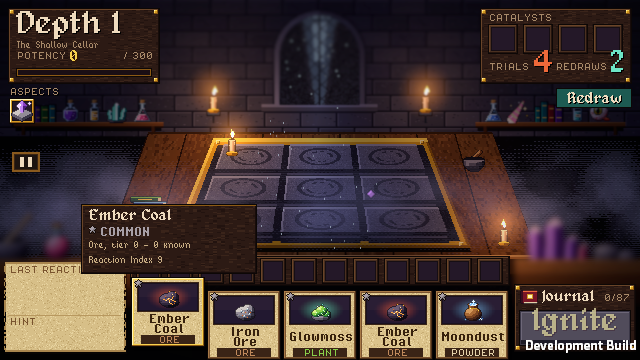 Depth 1
The Shallow Cellar
POTENCY 0 / 300
ASPECTS
CATALYSTS
TRIALS 4 REDRAWS 2
Redraw
Ember Coal
* COMMON
Ore, tier 0 - 0 known
Reaction Index 9
LAST REACTI
HINT
Ember Coal
ORE
Iron Ore
ORE
Glowmoss
PLANT
Ember Coal
ORE
Moondust
POWDER
Journal 0/87
Ignite
Development Build